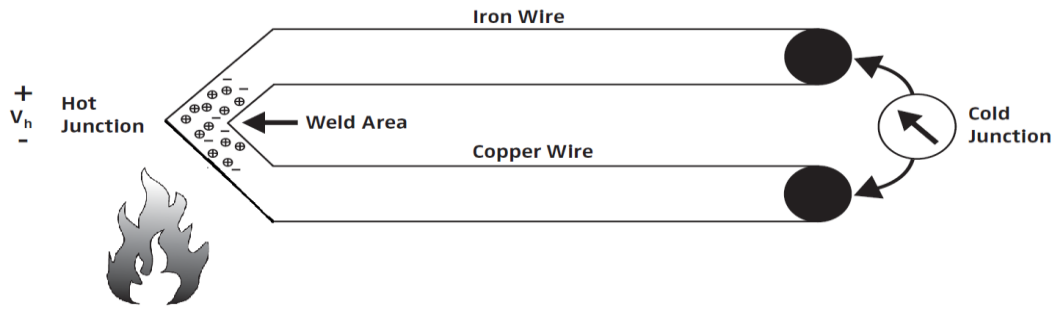 Iron Wire
+
Vh
-
Hot
Junction
Weld Area
Cold
Junction
Copper Wire